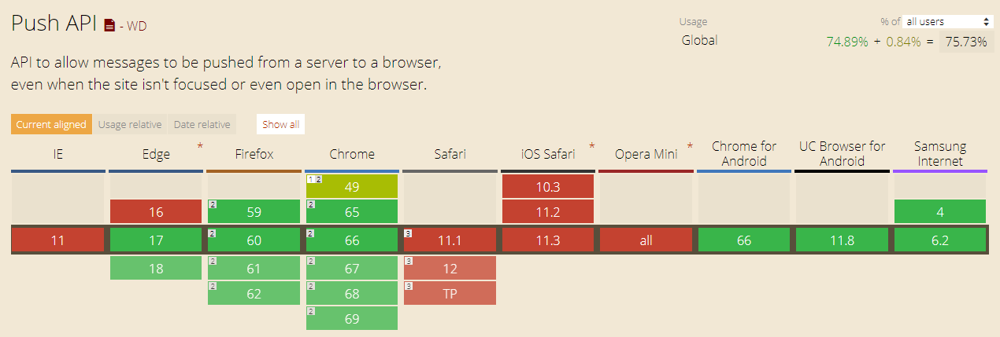 Push API - WD
Usage % of all users
Global 74.89% + 0.84% = 75.73%
API to allow messages to be pushed from a server to a browser,
even when the site isn't focused or even open in the browser.
Current aligned Usage relative Date relative Show all
IE Edge * Firefox Chrome Safari iOS Safari * Opera Mini * Chrome for Android UC Browser for Android Samsung Internet
1 2 49 10.3
16 2 59 2 65 11.2 4
11 17 2 60 2 66 3 11.1 11.3 all 66 11.8 6.2
18 2 61 2 67 3 12
2 62 2 68 3 TP
2 69